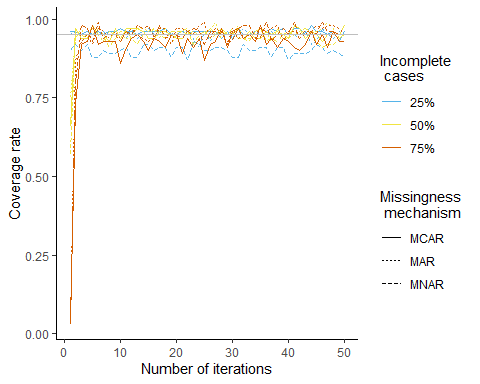 1.00
0.75
0.50
0.25
0.00
Coverage rate
0
10
20
30
40
50
Number of iterations
Incomplete
cases
25%
50%
75%
Missingness
mechanism
MCAR
MAR
MNAR